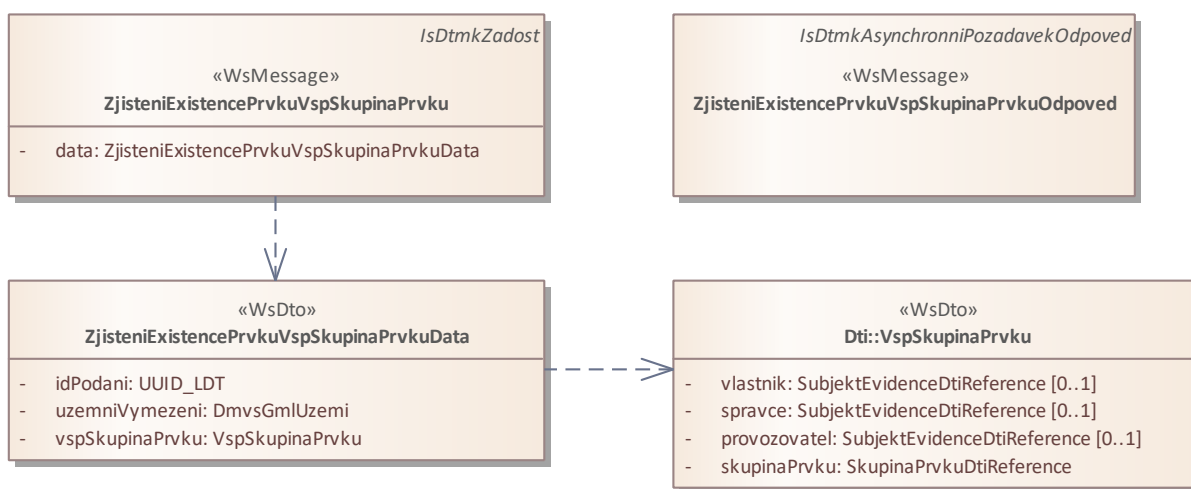 IsDtmkZadost
«WsMessage»
ZjisteniExistencePrvkuVspSkupinaPrvku
- data: ZjisteniExistencePrvkuVspSkupinaPrvkuData
IsDtmkAsynchronniPozadavekOdpoved
«WsMessage»
ZjisteniExistencePrvkuVspSkupinaPrvkuOdpoved
«WsDto»
ZjisteniExistencePrvkuVspSkupinaPrvkuData
- idPodani: UUID_LDT
- uzemniVymezeni: DmvsGmlUzemi
- vspSkupinaPrvku: VspSkupinaPrvku
«WsDto»
Dti::VspSkupinaPrvku
- vlastnik: SubjektEvidenceDtiReference [0..1]
- spravce: SubjektEvidenceDtiReference [0..1]
- provozovatel: SubjektEvidenceDtiReference [0..1]
- skupinaPrvku: SkupinaPrvkuDtiReference